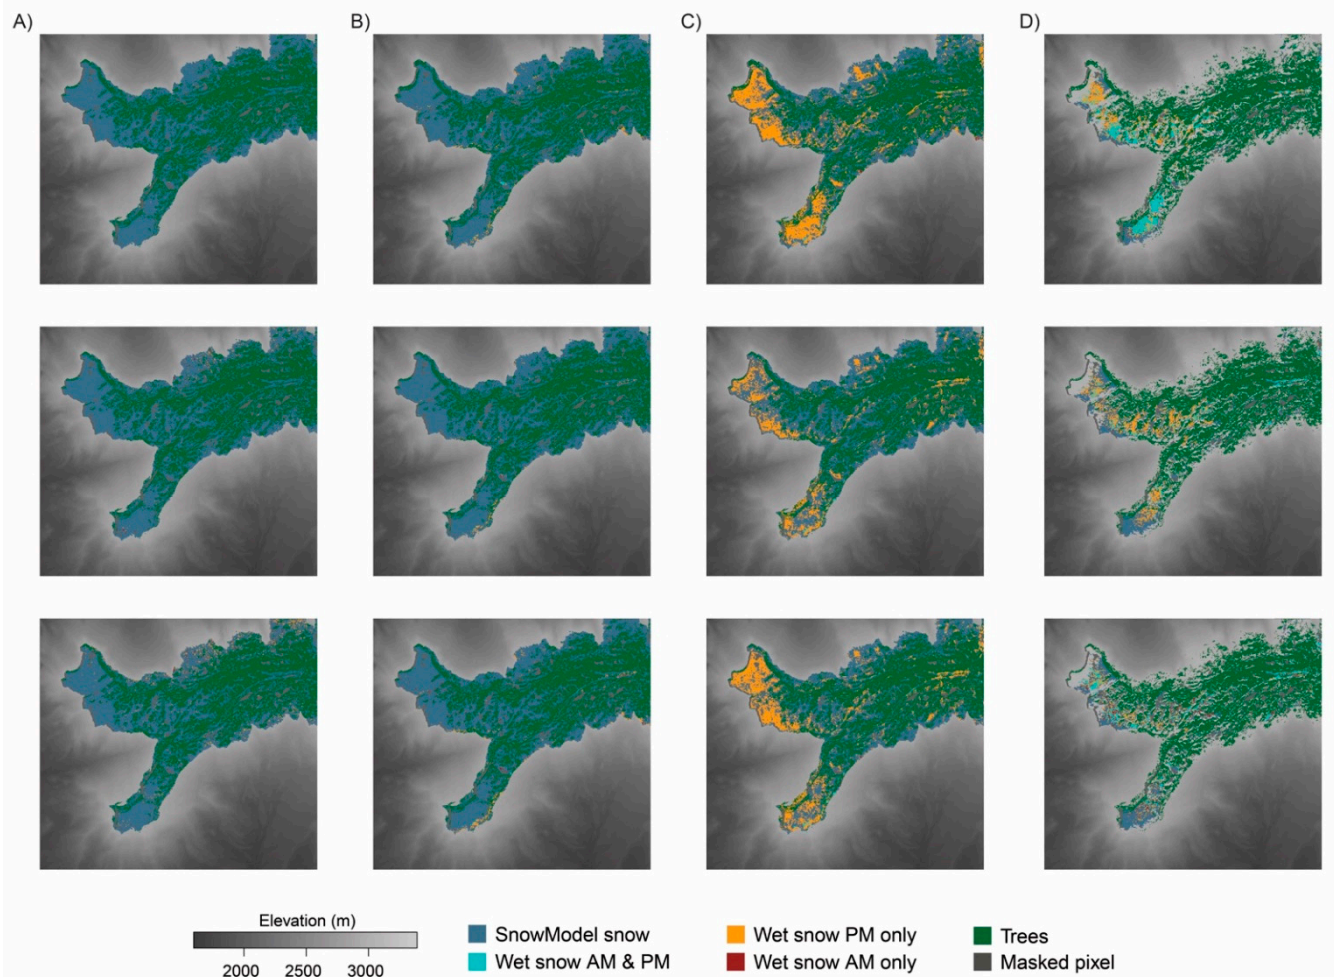 A) B) C) D)
Elevation (m)
2000 2500 3000
SnowModel snow
Wet snow AM & PM
Wet snow PM only
Wet snow AM only
Trees
Masked pixel